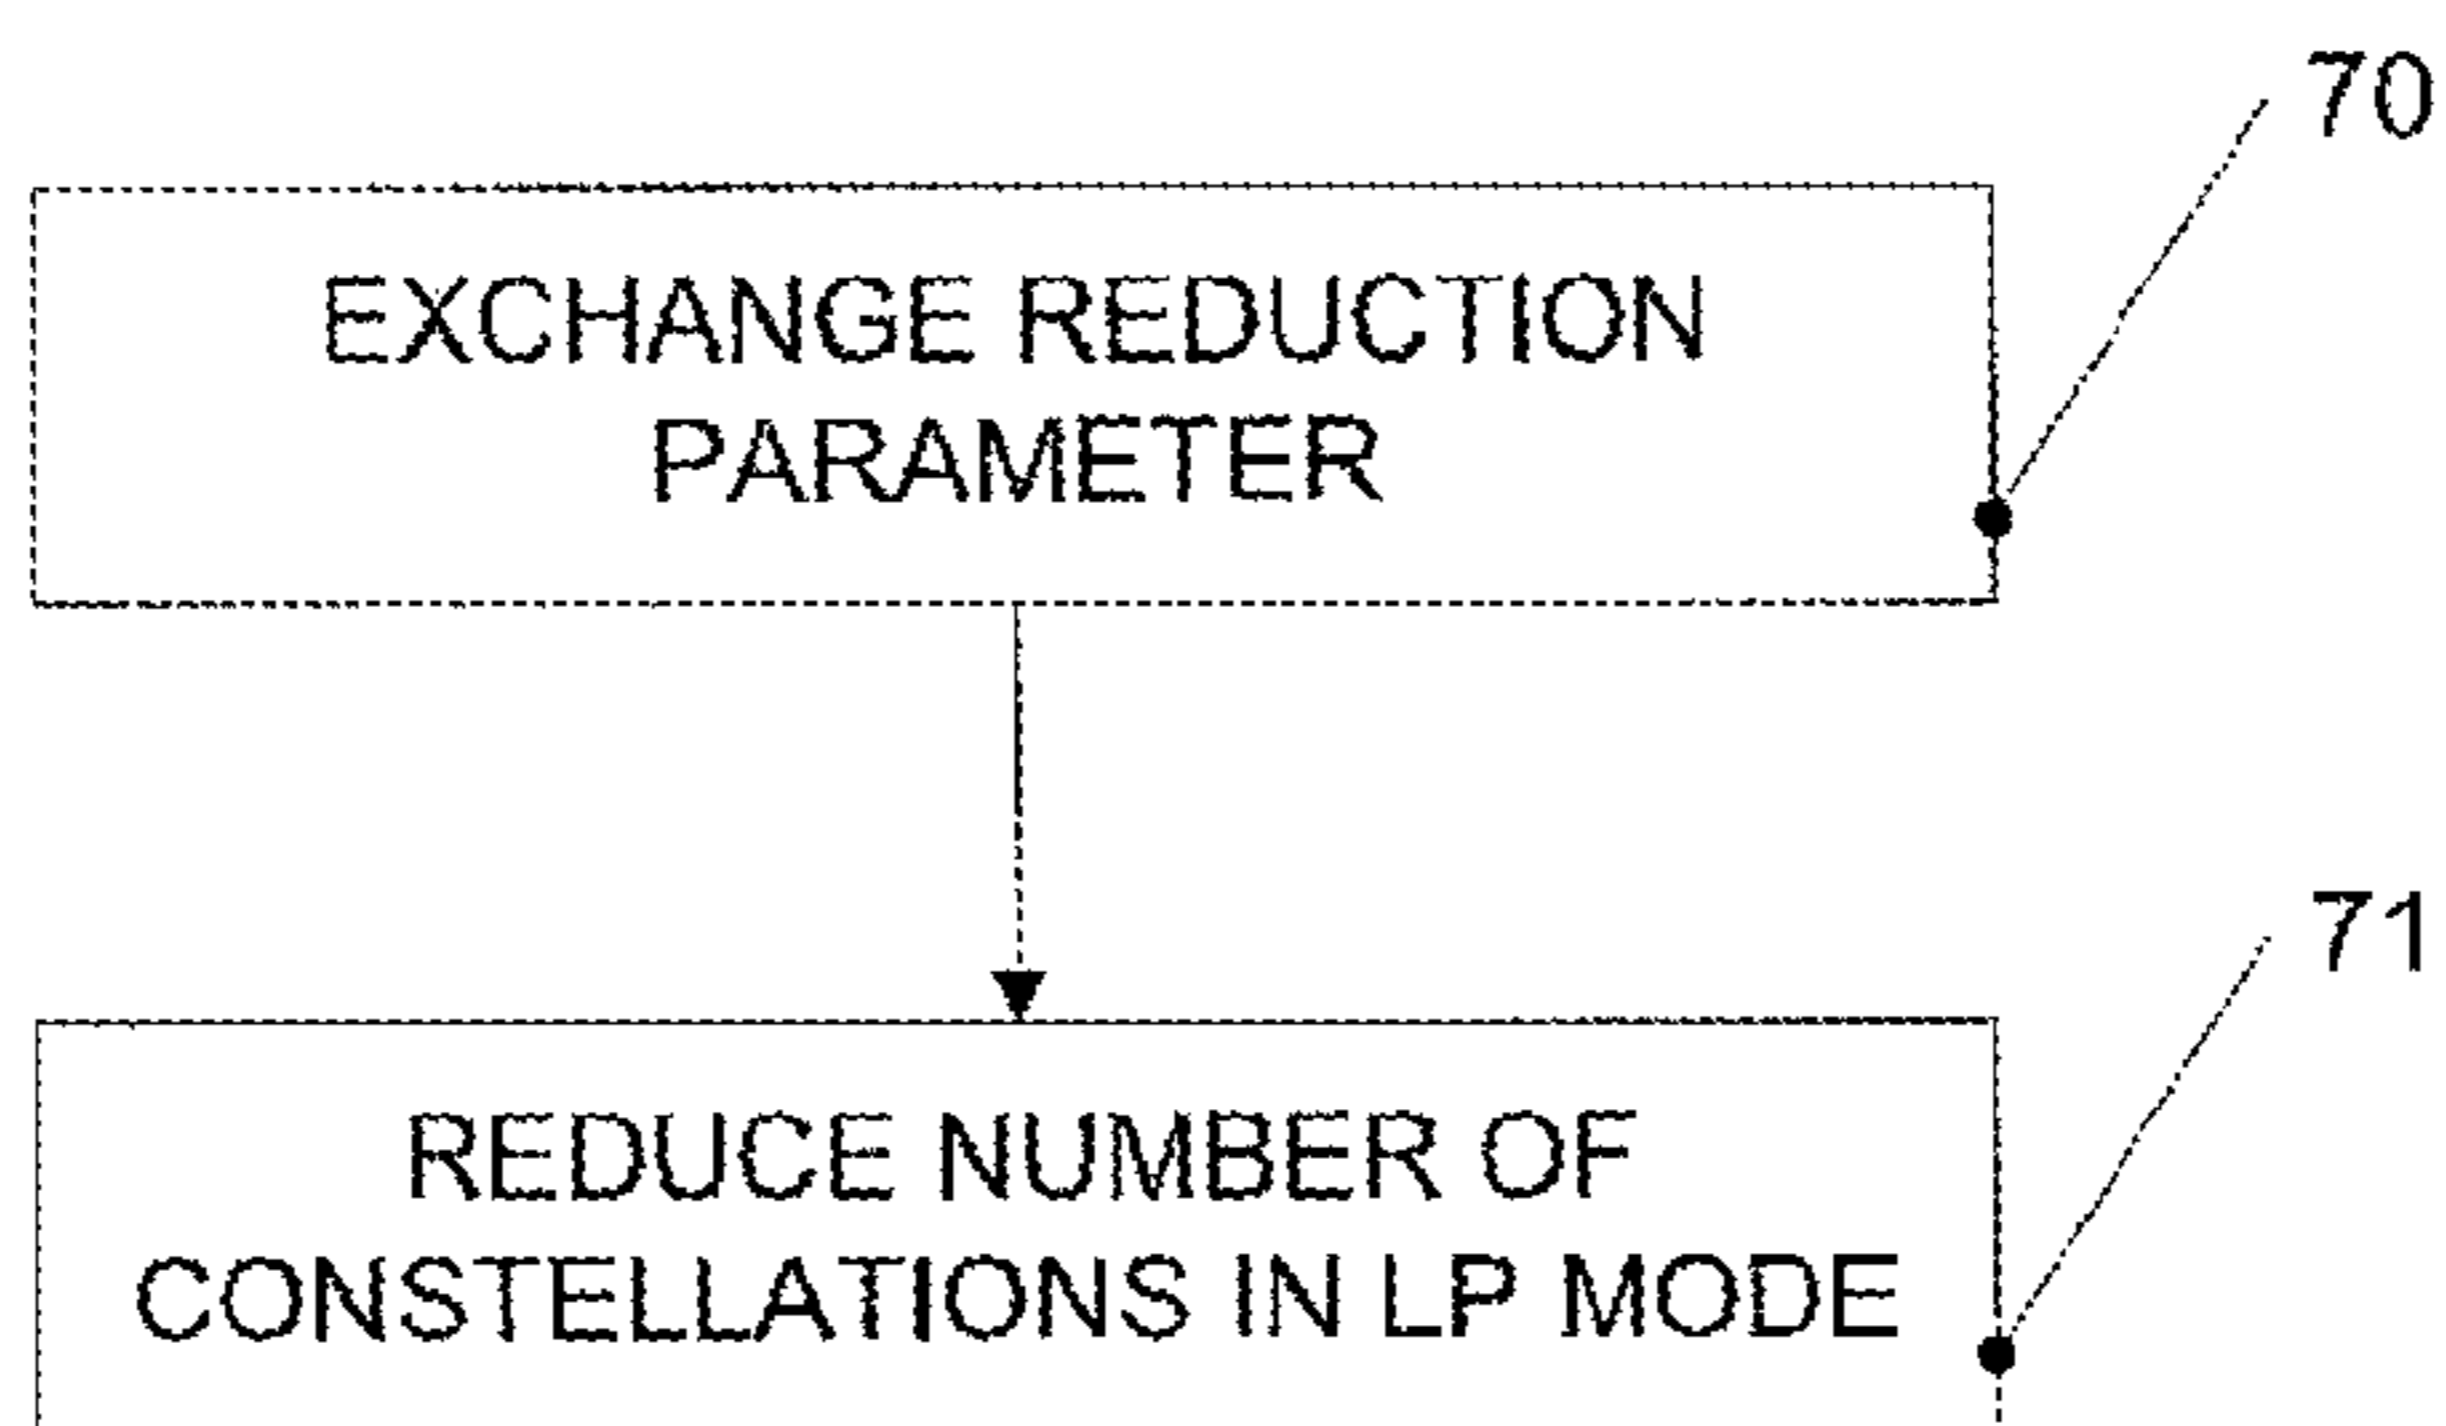 70
EXCHANGE REDUCTION
PARAMETER
71
REDUCE NUMBER OF
CONSTELLATIONS IN LP MODE